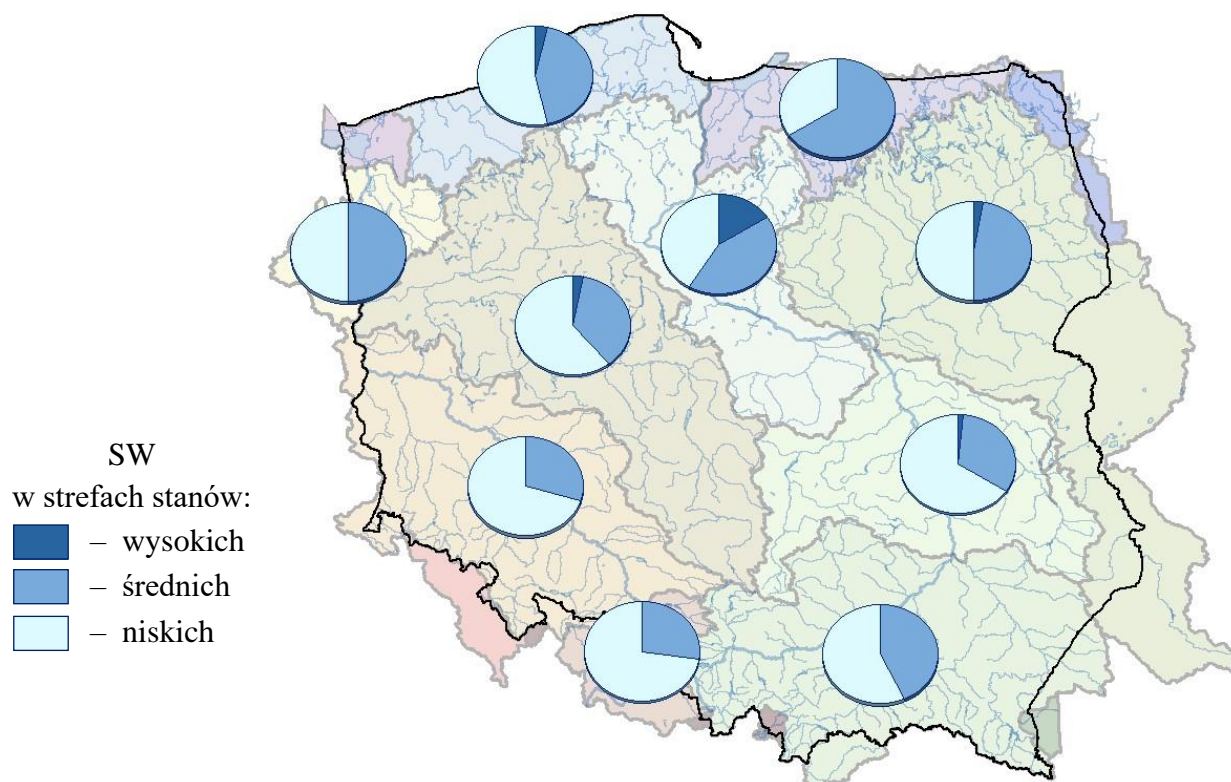 SW
w strefach stanów:
– wysokich
– średnich
– niskich